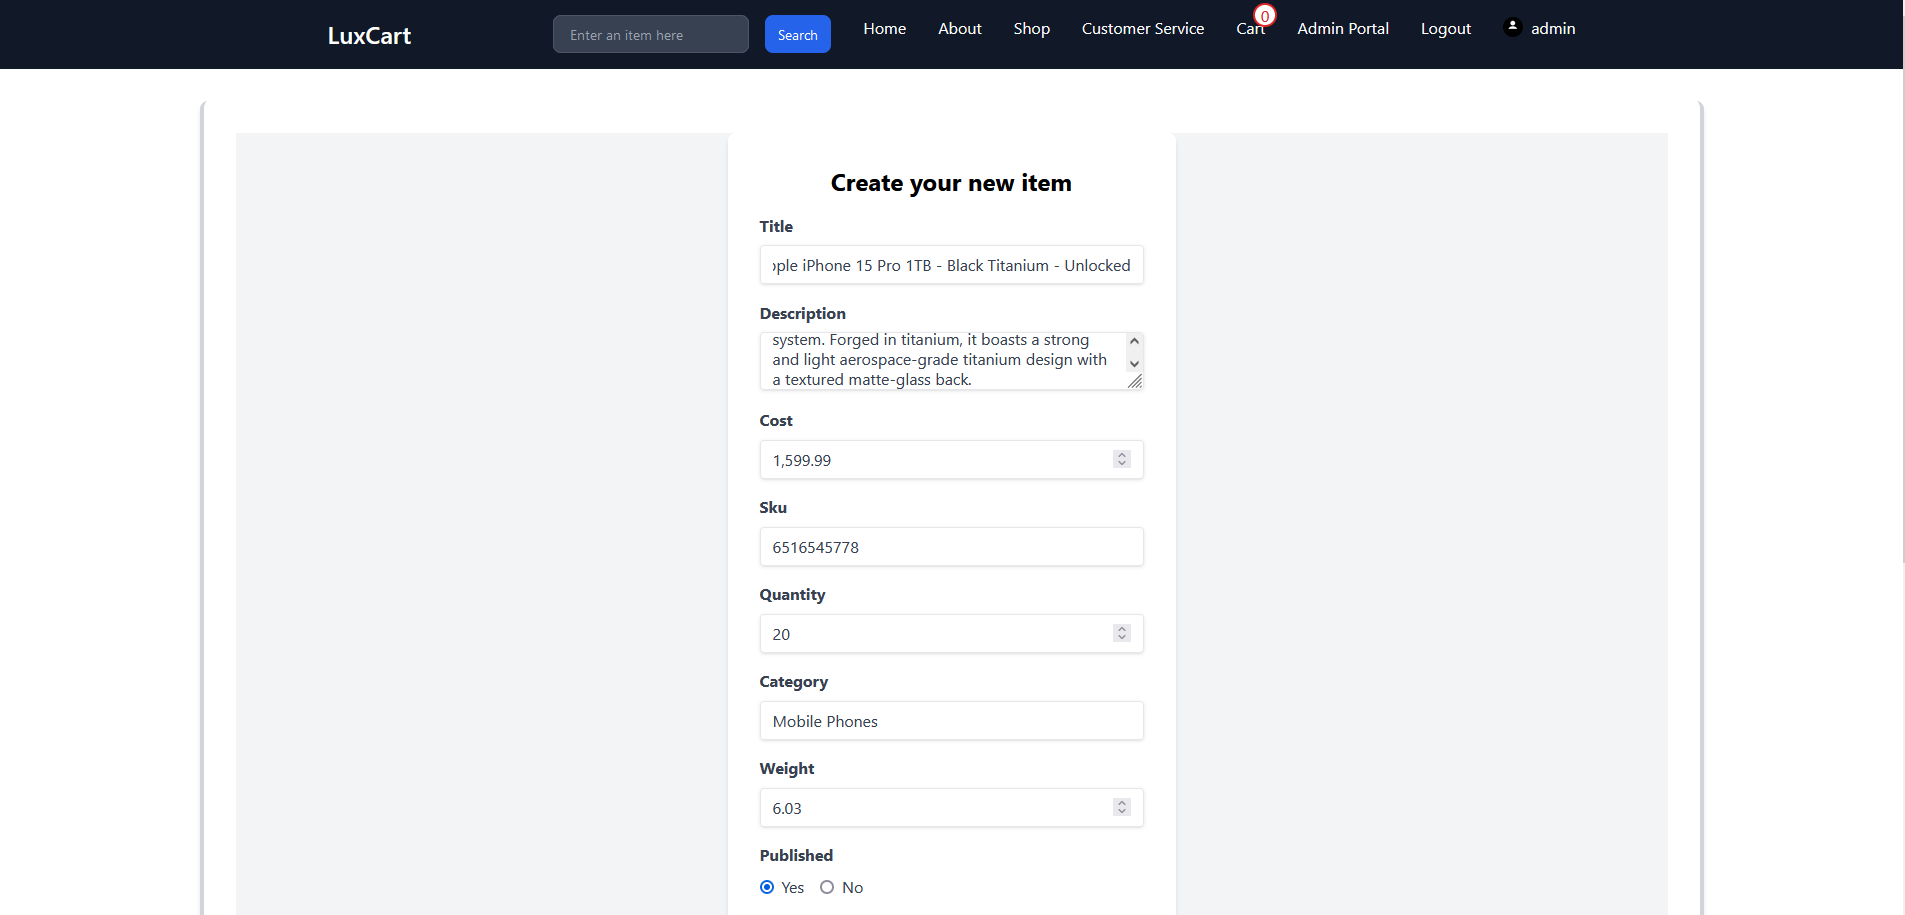 LuxCart
Enter an item here
Search
Home
About
Shop
Customer Service
Cart
0
Admin Portal
Logout
admin
Create your new item
Title
iPhone 15 Pro 1TB - Black Titanium - Unlocked
Description
system. Forged in titanium, it boasts a strong
and light aerospace-grade titanium design with
a textured matte-glass back.
Cost
1,599.99
Sku
6516545778
Quantity
20
Category
Mobile Phones
Weight
6.03
Published
Yes
No